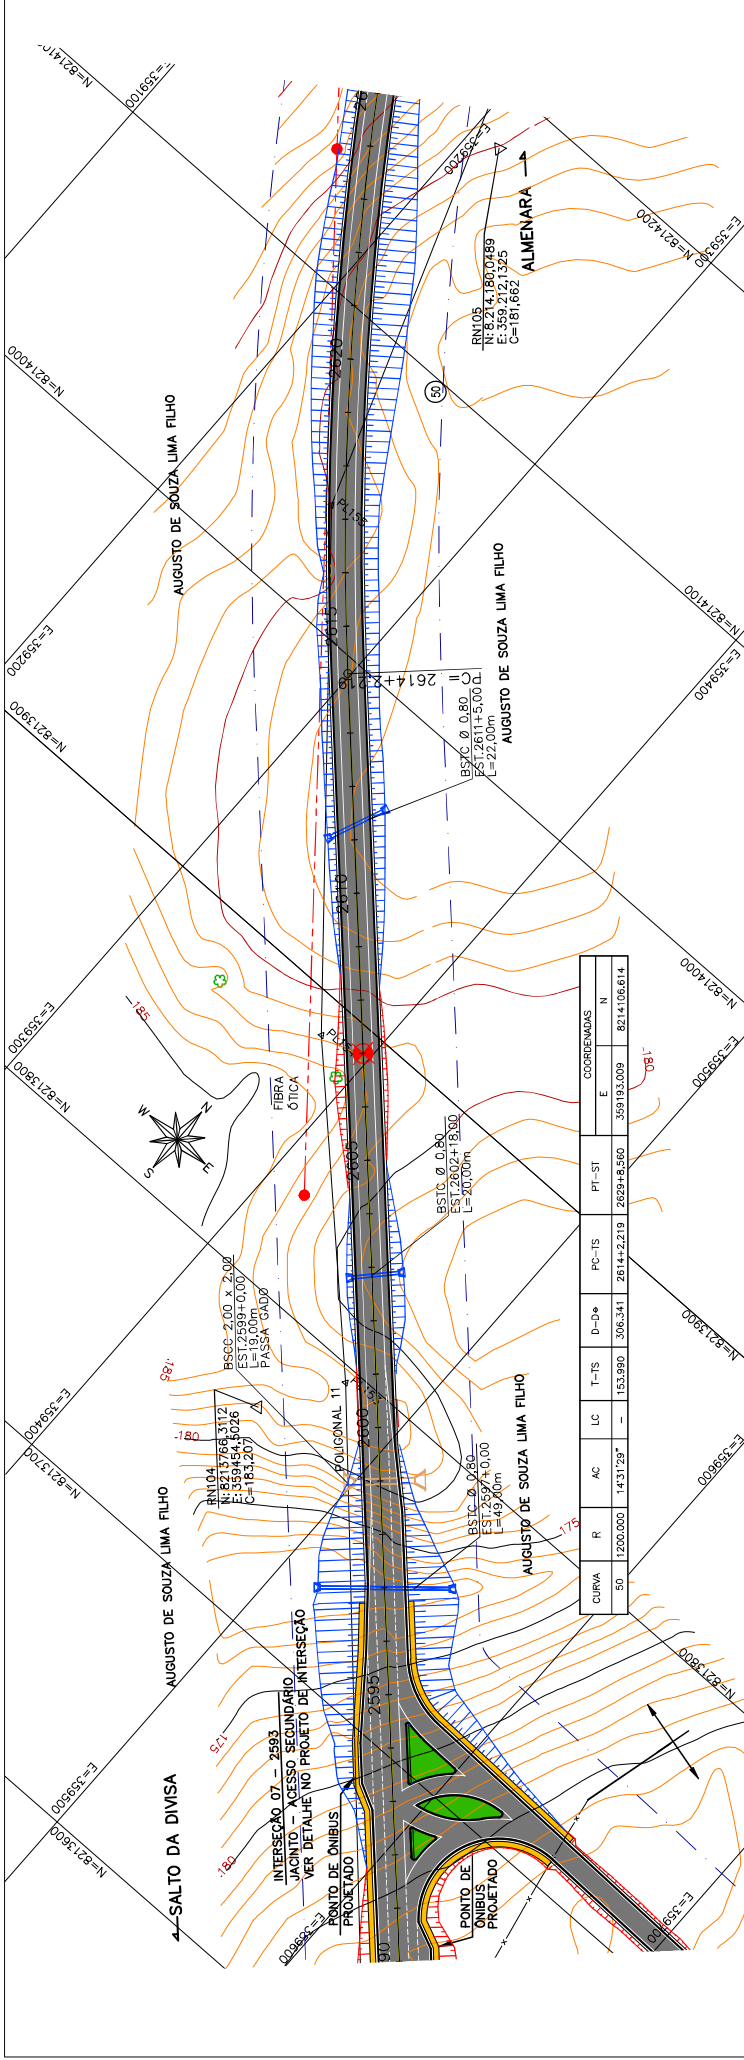 SALTO DA DIVISA
ALMENARA
INTERSEÇÃO 07 - 2593
JACINTO - ACESSO SECUNDÁRIO
VER DETALHE NO PROJETO DE INTERSEÇÃO
PONTO DE ÔNIBUS
PROJETADO
PONTO DE
ÔNIBUS
PROJETADO
AUGUSTO DE SOUZA LIMA FILHO
AUGUSTO DE SOUZA LIMA FILHO
AUGUSTO DE SOUZA LIMA FILHO
AUGUSTO DE SOUZA LIMA FILHO
RN104
N: 8213766,3112
E: 359454,5026
C=183,207
BSCC 2,00 x 2,00
EST.2599+0,00
L=19,00m
PASSA GADO
POLIGONAL 11
BSTC Ø 0,80
EST.2597+0,00
L=49,00m
BSTC Ø 0,80
EST.2602+18,00
L=20,00m
BSTC Ø 0,80
EST.2611+5,00
L=22,00m
PC = 2614+2,219
FIBRA
ÓTICA
RN105
N: 8.214.180,0489
E: 359.212,1325
C=181,662
50
90
2595
2600
2605
2610
2615
2620
26
PL155
180
175
185
180
175
185
180
N
S
E
W
N=8213600
E=359500
N=8213700
E=359400
N=8213800
E=359300
N=8213900
E=359200
N=8214000
E=359100
E=359600
E=359700
N=8213800
E=359600
N=8213900
E=359500
N=8214000
E=359400
N=8214100
E=359300
N=8214200
E=359200
CURVA R AC LC T-TS D-Dɵ PC-TS PT-ST COORDENADAS
E N
50 1200.000 14°31'29" - 153.990 306.341 2614+2,219 2629+8,560 359193.009 8214106.614